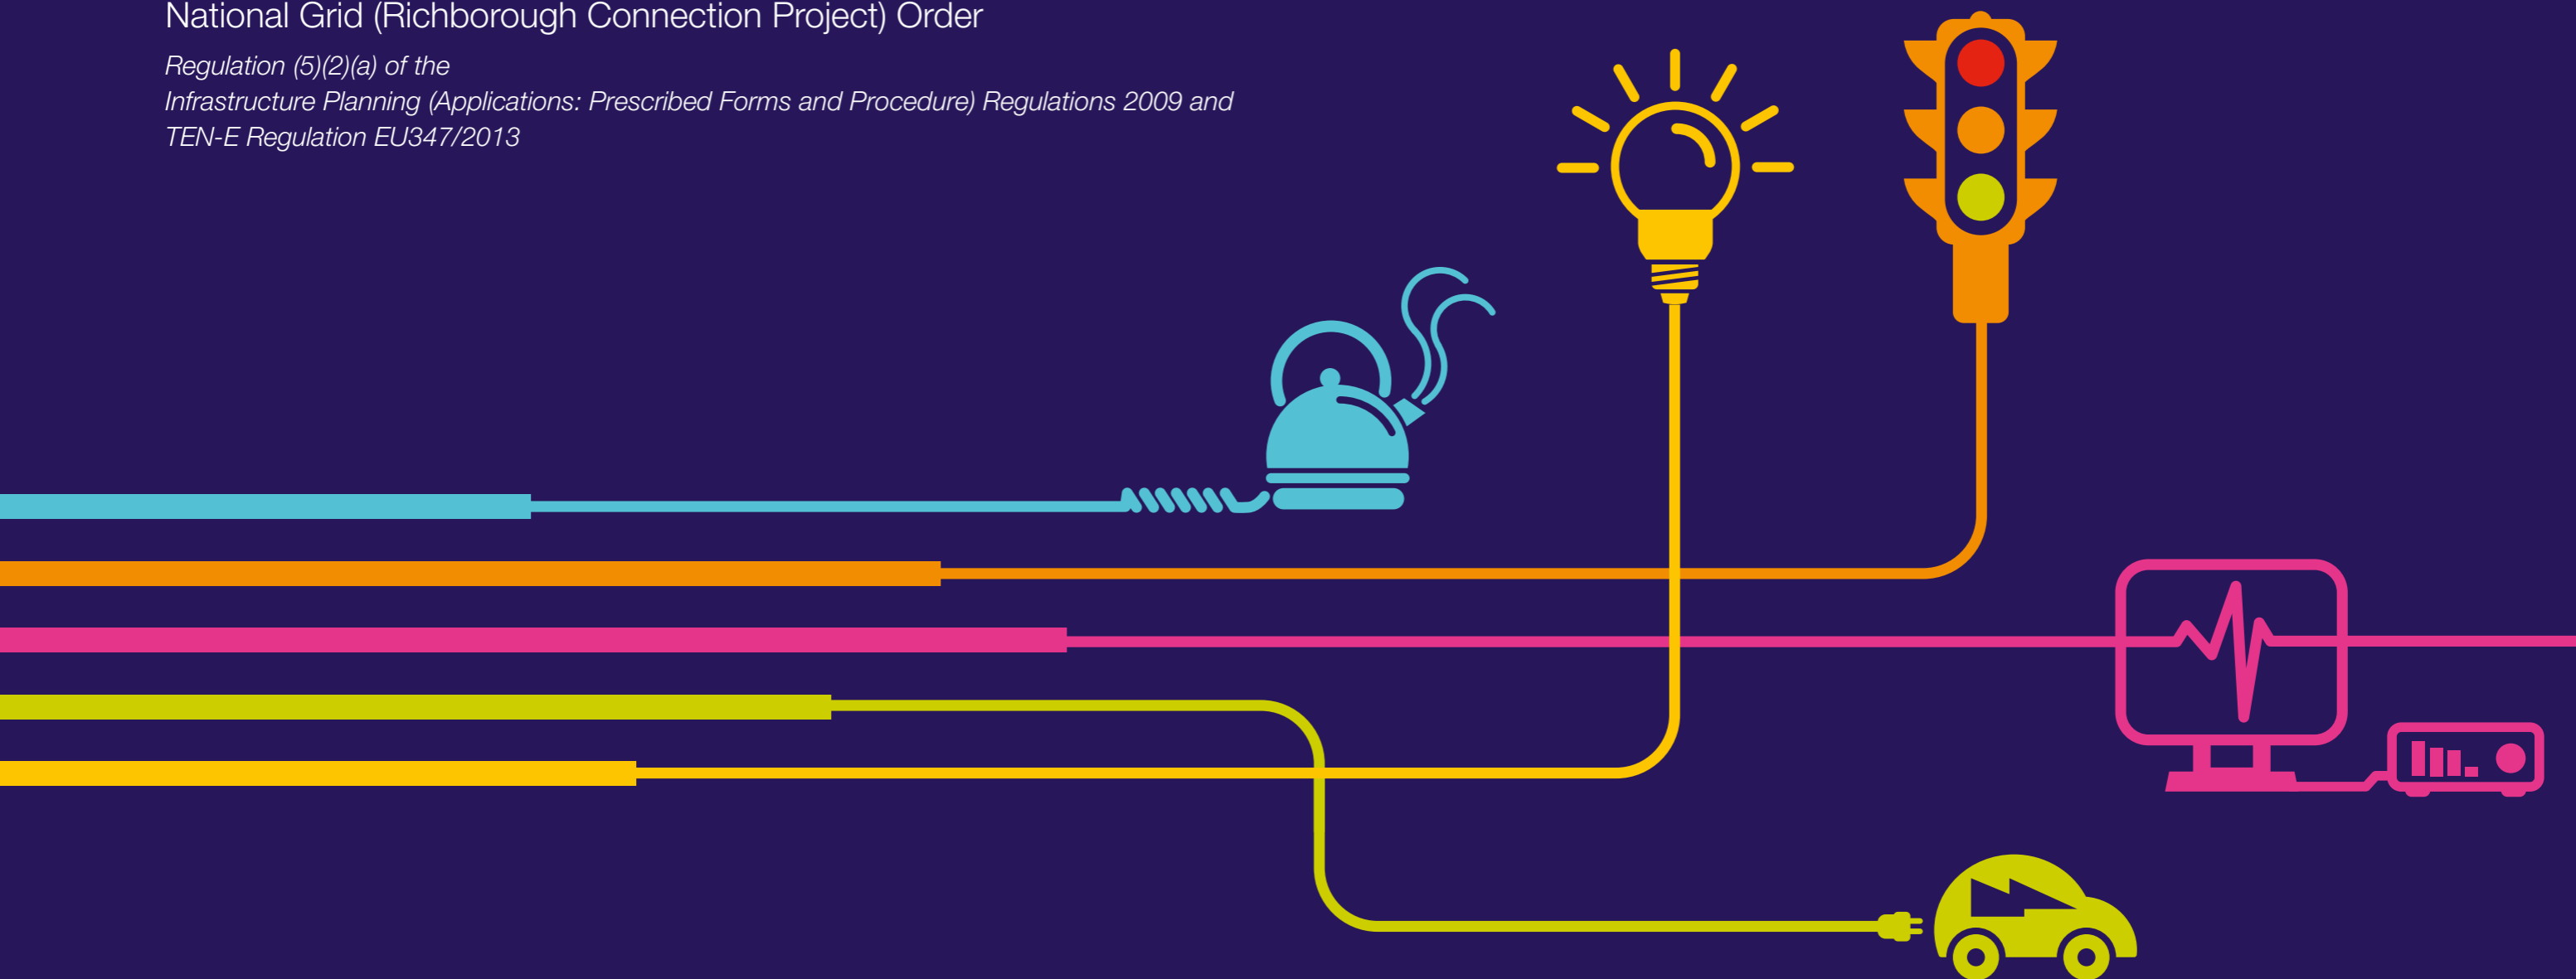 National Grid (Richborough Connection Project) Order
Regulation (5)(2)(a) of the
Infrastructure Planning (Applications: Prescribed Forms and Procedure) Regulations 2009 and
TEN-E Regulation EU347/2013